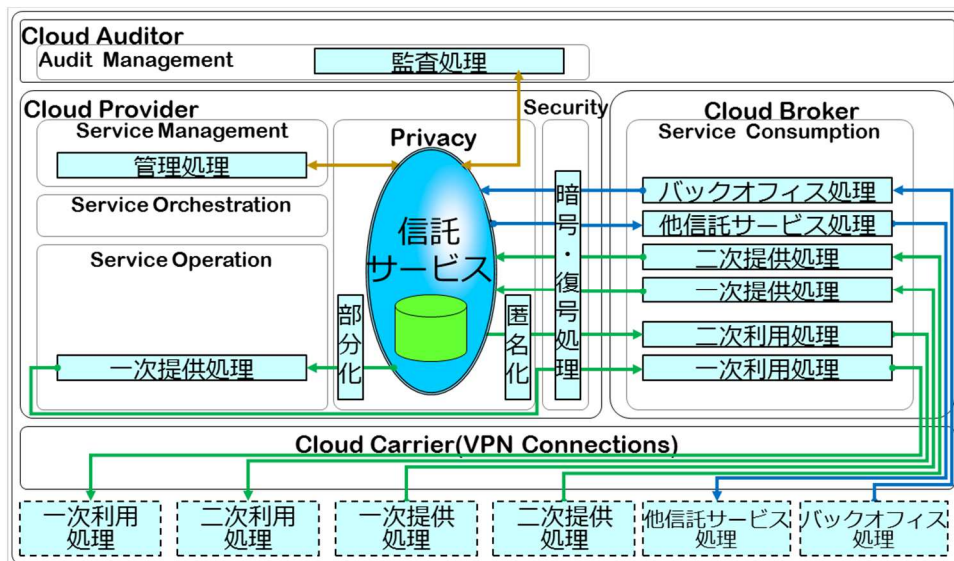 Cloud Auditor
Audit Management
監査処理
Cloud Provider
Service Management
管理処理
Service Orchestration
Service Operation
一次提供処理
Privacy
信託
サービス
部分化
匿名化
Security
暗号・復号処理
Cloud Broker
Service Consumption
バックオフィス処理
他信託サービス処理
二次提供処理
一次提供処理
二次利用処理
一次利用処理
Cloud Carrier(VPN Connections)
一次利用
処理
二次利用
処理
一次提供
処理
二次提供
処理
他信託サービス
処理
バックオフィス
処理